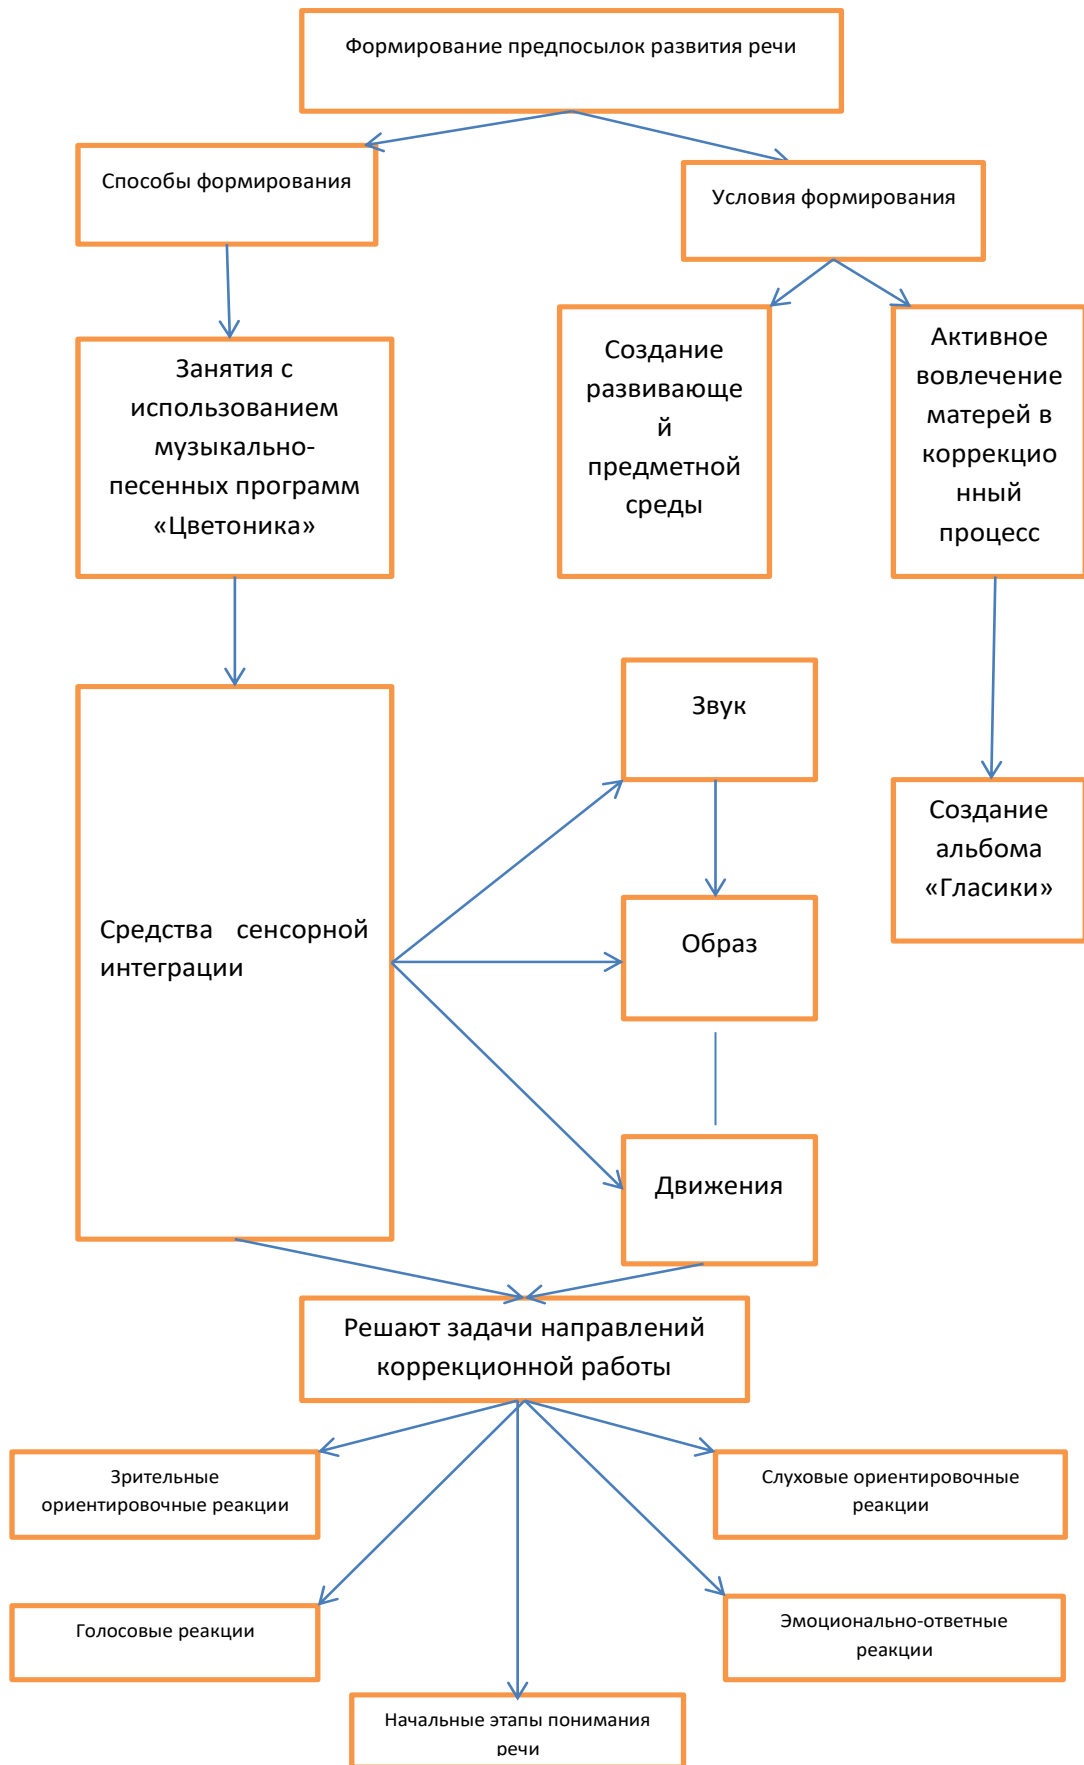 Формирование предпосылок развития речи
Способы формирования
Условия формирования
Занятия с
использованием
музыкально-
песенных программ
«Цветоника»
Создание
развивающе
й
предметной
среды
Активное
вовлечение
матерей в
коррекцио
нный
процесс
Звук
Создание
альбома
«Гласики»
Средства сенсорной
интеграции
Образ
Движения
Решают задачи направлений
коррекционной работы
Зрительные
ориентировочные реакции
Слуховые ориентировочные
реакции
Голосовые реакции
Эмоционально-ответные
реакции
Начальные этапы понимания
речи